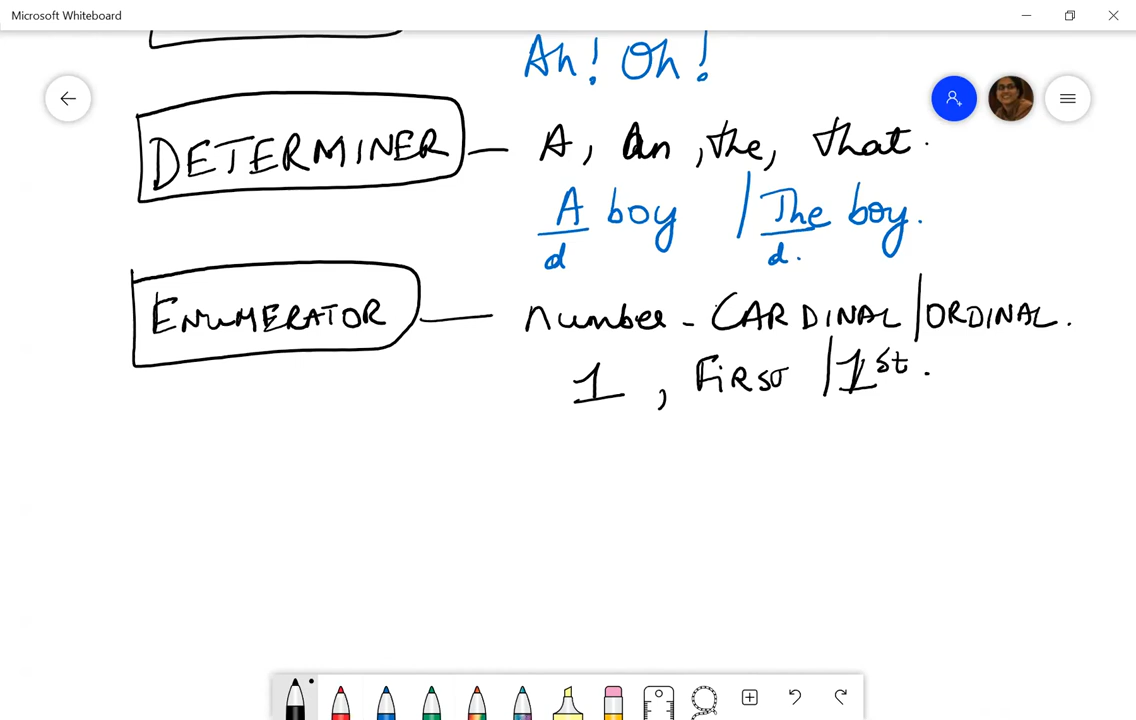 Microsoft Whiteboard
Ah! Oh!
DETERMINER — A, An, the, that.
A boy / The boy.
d d.
ENUMERATOR — number - CARDINAL / ORDINAL.
1, FIRST / 1st.